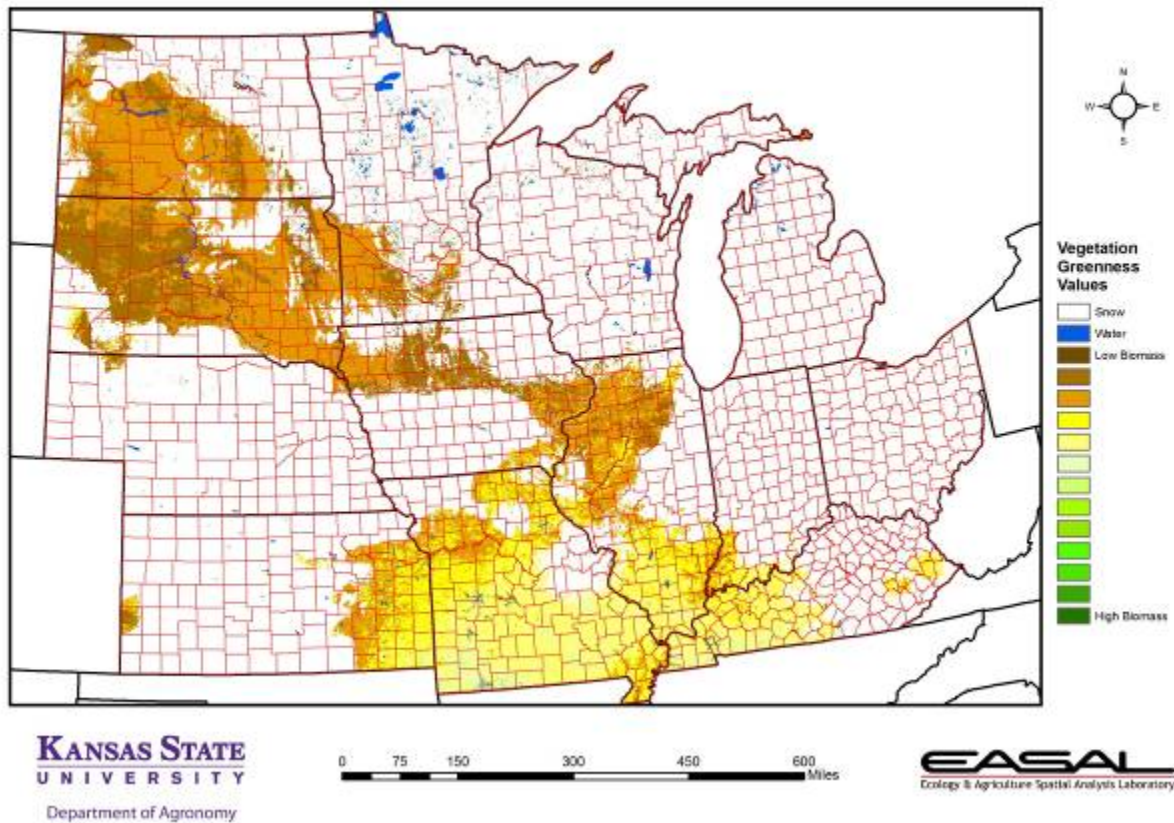 N
W E
S
Vegetation
Greenness
Values
Snow
Water
Low Biomass
High Biomass
KANSAS STATE
UNIVERSITY
Department of Agronomy
0 75 150 300 450 600
Miles
EASAL
Ecology & Agriculture Spatial Analysis Laboratory